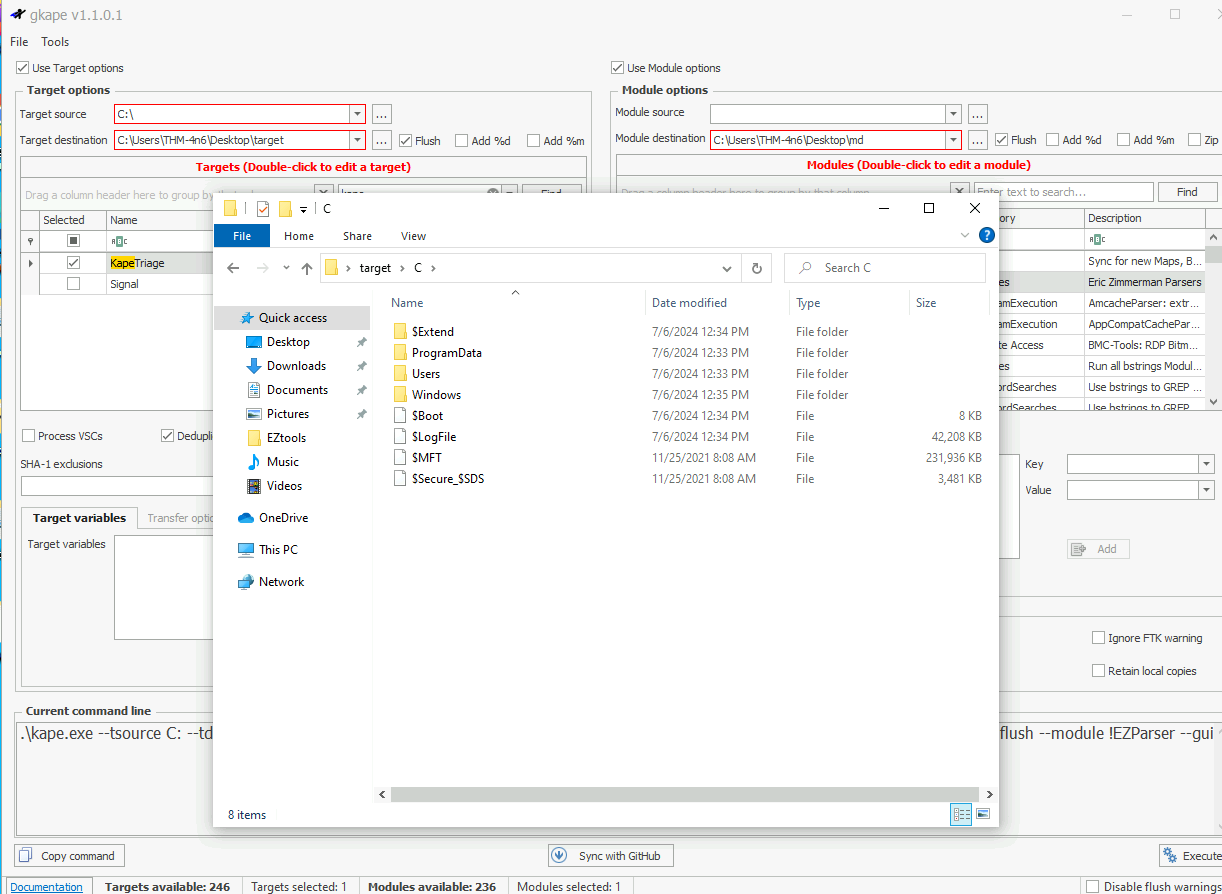 gkape v1.1.0.1
File Tools
Use Target options
Use Module options
Target options
Module options
Target source C:\ ...
Module source ...
Target destination C:\Users\THM-4n6\Desktop\target ... Flush Add %d Add %m
Module destination C:\Users\THM-4n6\Desktop\md ... Flush Add %d Add %m Zip
Targets (Double-click to edit a target)
Modules (Double-click to edit a module)
Drag a column header here to group by
Enter text to search... Find
Selected Name
KapeTriage
Signal
ory Description
Sync for new Maps, B...
es Eric Zimmerman Parsers
amExecution AmcacheParser: extr...
amExecution AppCompatCachePar...
te Access BMC-Tools: RDP Bitm...
es Run all bstrings Modul...
ordSearches Use bstrings to GREP ...
ordSearches Use bstrings to GREP ...
C
File Home Share View
target C
Search C
Name Date modified Type Size
$Extend 7/6/2024 12:34 PM File folder
ProgramData 7/6/2024 12:33 PM File folder
Users 7/6/2024 12:33 PM File folder
Windows 7/6/2024 12:35 PM File folder
$Boot 7/6/2024 12:34 PM File 8 KB
$LogFile 7/6/2024 12:34 PM File 42,208 KB
$MFT 11/25/2021 8:08 AM File 231,936 KB
$Secure_$SDS 11/25/2021 8:08 AM File 3,481 KB
Quick access
Desktop
Downloads
Documents
Pictures
EZtools
Music
Videos
OneDrive
This PC
Network
8 items
Process VSCs Dedupli
SHA-1 exclusions
Target variables Transfer optio
Target variables
Key
Value
Add
Ignore FTK warning
Retain local copies
Current command line
.\kape.exe --tsource C: --td
flush --module !EZParser --gui
Copy command
Sync with GitHub
Execute
Documentation Targets available: 246 Targets selected: 1 Modules available: 236 Modules selected: 1 Disable flush warnings